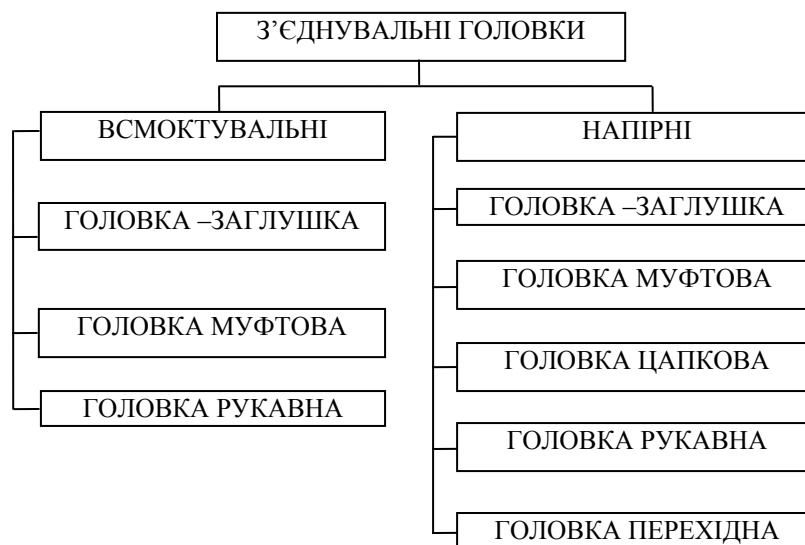 З’ЄДНУВАЛЬНІ ГОЛОВКИ
ВСМОКТУВАЛЬНІ
ГОЛОВКА –ЗАГЛУШКА
ГОЛОВКА МУФТОВА
ГОЛОВКА РУКАВНА
НАПІРНІ
ГОЛОВКА –ЗАГЛУШКА
ГОЛОВКА МУФТОВА
ГОЛОВКА ЦАПКОВА
ГОЛОВКА РУКАВНА
ГОЛОВКА ПЕРЕХІДНА